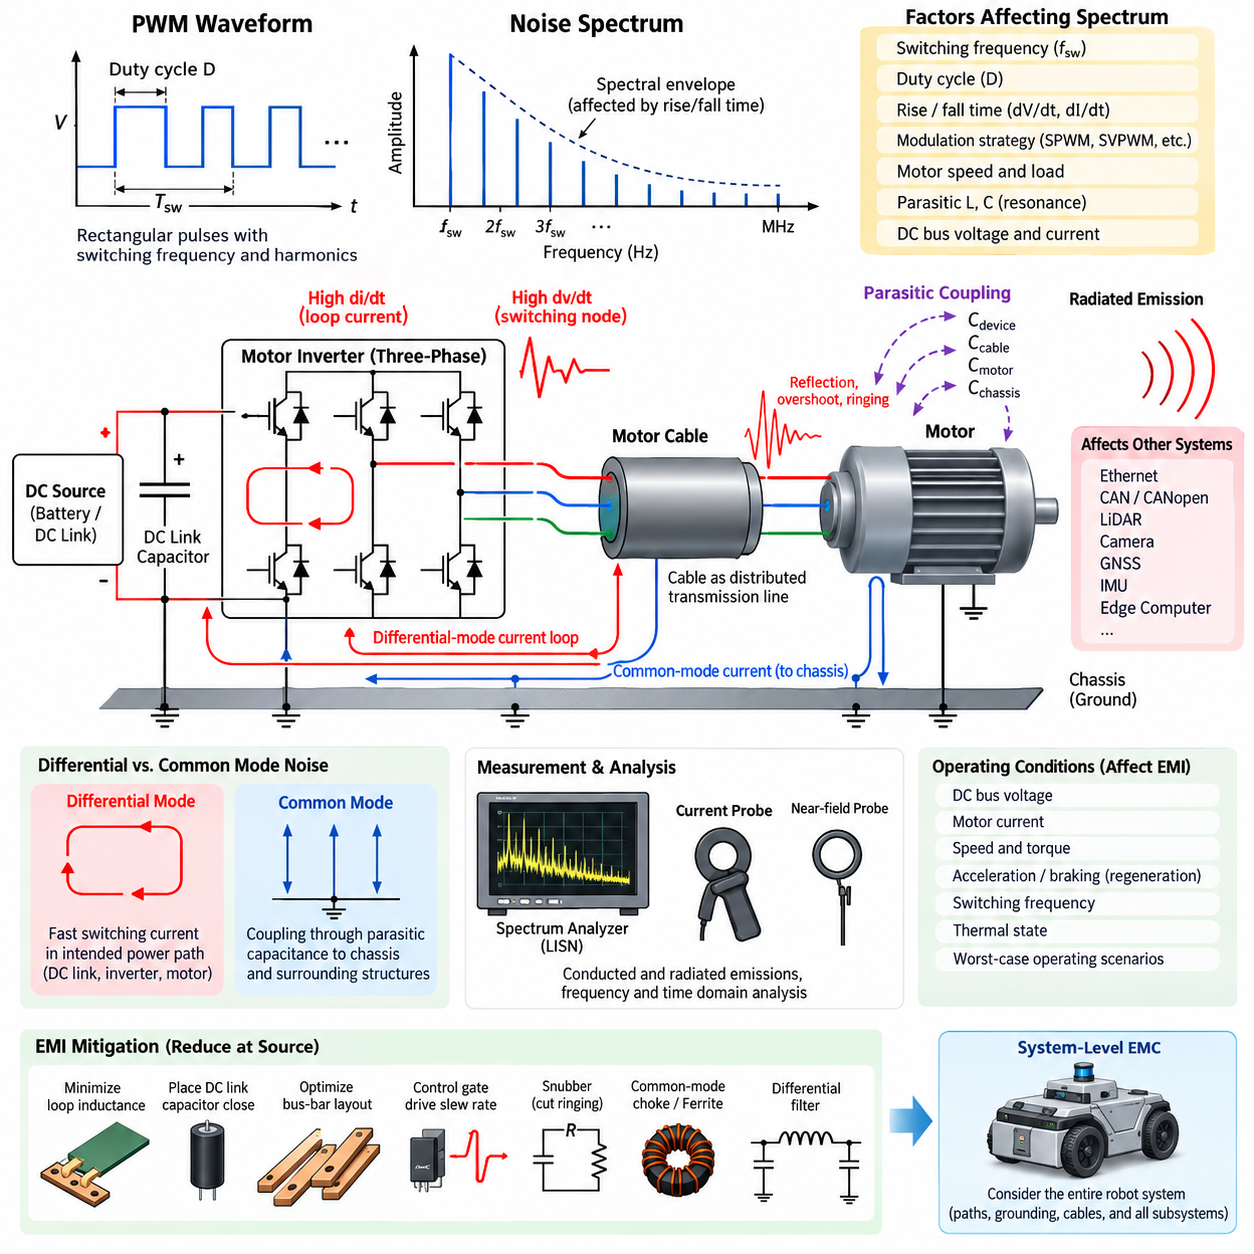 PWM Waveform
Duty cycle D
V
...
T_sw
t
Rectangular pulses with
switching frequency and harmonics
Noise Spectrum
Amplitude
Spectral envelope
(affected by rise/fall time)
f_sw 2f_sw 3f_sw ... MHz
Frequency (Hz)
Factors Affecting Spectrum
Switching frequency (f_sw)
Duty cycle (D)
Rise / fall time (dV/dt, dI/dt)
Modulation strategy (SPWM, SVPWM, etc.)
Motor speed and load
Parasitic L, C (resonance)
DC bus voltage and current
High di/dt
(loop current)
High dv/dt
(switching node)
Motor Inverter (Three-Phase)
+
DC Source
(Battery /
DC Link)
-
+
DC Link
Capacitor
Motor Cable
Cable as distributed
transmission line
Reflection,
overshoot, ringing
Parasitic Coupling
C_device
C_cable
C_motor
C_chassis
Motor
Radiated Emission
Affects Other Systems
Ethernet
CAN / CANopen
LiDAR
Camera
GNSS
IMU
Edge Computer
...
Differential-mode current loop
Common-mode current (to chassis)
Chassis
(Ground)
Differential vs. Common Mode Noise
Differential Mode
Fast switching current
in intended power path
(DC link, inverter, motor)
Common Mode
Coupling through parasitic
capacitance to chassis
and surrounding structures
Measurement & Analysis
Spectrum Analyzer
(LISN)
Current Probe
Near-field Probe
Conducted and radiated emissions,
frequency and time domain analysis
Operating Conditions (Affect EMI)
DC bus voltage
Motor current
Speed and torque
Acceleration / braking (regeneration)
Switching frequency
Thermal state
Worst-case operating scenarios
EMI Mitigation (Reduce at Source)
Minimize
loop inductance
Place DC link
capacitor close
Optimize
bus-bar layout
Control gate
drive slew rate
Snubber
(cut ringing)
R
Common-mode
choke / Ferrite
Differential
filter
System-Level EMC
Consider the entire robot system
(paths, grounding, cables, and all subsystems)